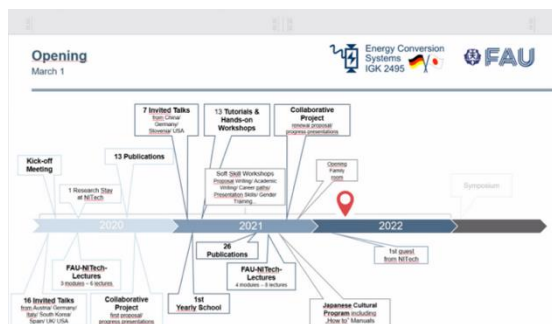 Opening
March 1
Energy Conversion
Systems
IGK 2495
FAU
7 Invited Talks
from China/
Germany/
Slovenia/ USA
13 Tutorials &
Hands-on
Workshops
Collaborative
Project
renewal proposal/
progress presentations
Kick-off
Meeting
1 Research Stay
at NITech
13 Publications
Soft Skill Workshops
Proposal Writing/ Academic
Writing/ Career paths/
Presentation Skills/ Gender
Training..
Opening
Family
room
Symposium
2020
2021
2022
FAU-NITech-
Lectures
3 modules – 6 lectures
26
Publications
FAU-NITech-
Lectures
4 modules – 8 lectures
1st guest
from NITech
16 Invited Talks
from Austria/ Germany/
Italy/ South Korea/
Spain/ UK/ USA
Collaborative
Project
first proposal/
progress presentations
1st
Yearly School
Japanese Cultural
Program including
„How to" Manuals